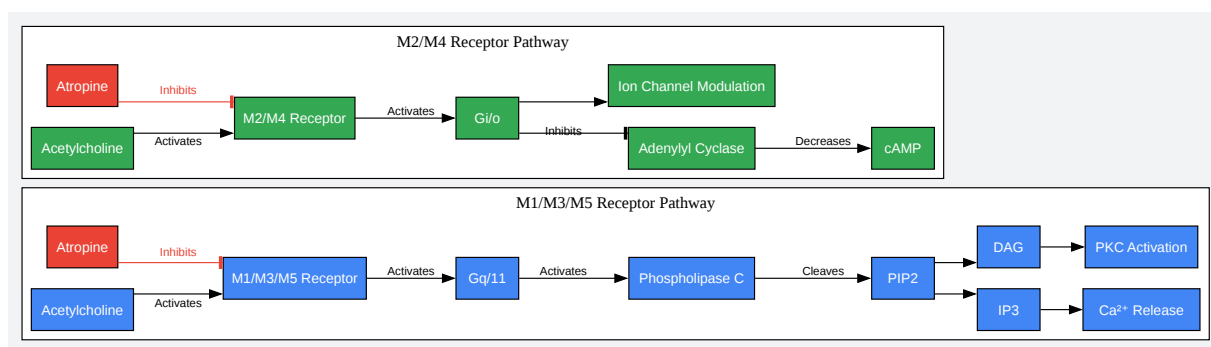 M2/M4 Receptor Pathway
Atropine
Inhibits
Acetylcholine
Activates
M2/M4 Receptor
Activates
Gi/o
Ion Channel Modulation
Inhibits
Adenylyl Cyclase
Decreases
cAMP
M1/M3/M5 Receptor Pathway
Atropine
Inhibits
Acetylcholine
Activates
M1/M3/M5 Receptor
Activates
Gq/11
Activates
Phospholipase C
Cleaves
PIP2
DAG
PKC Activation
IP3
Ca²⁺ Release